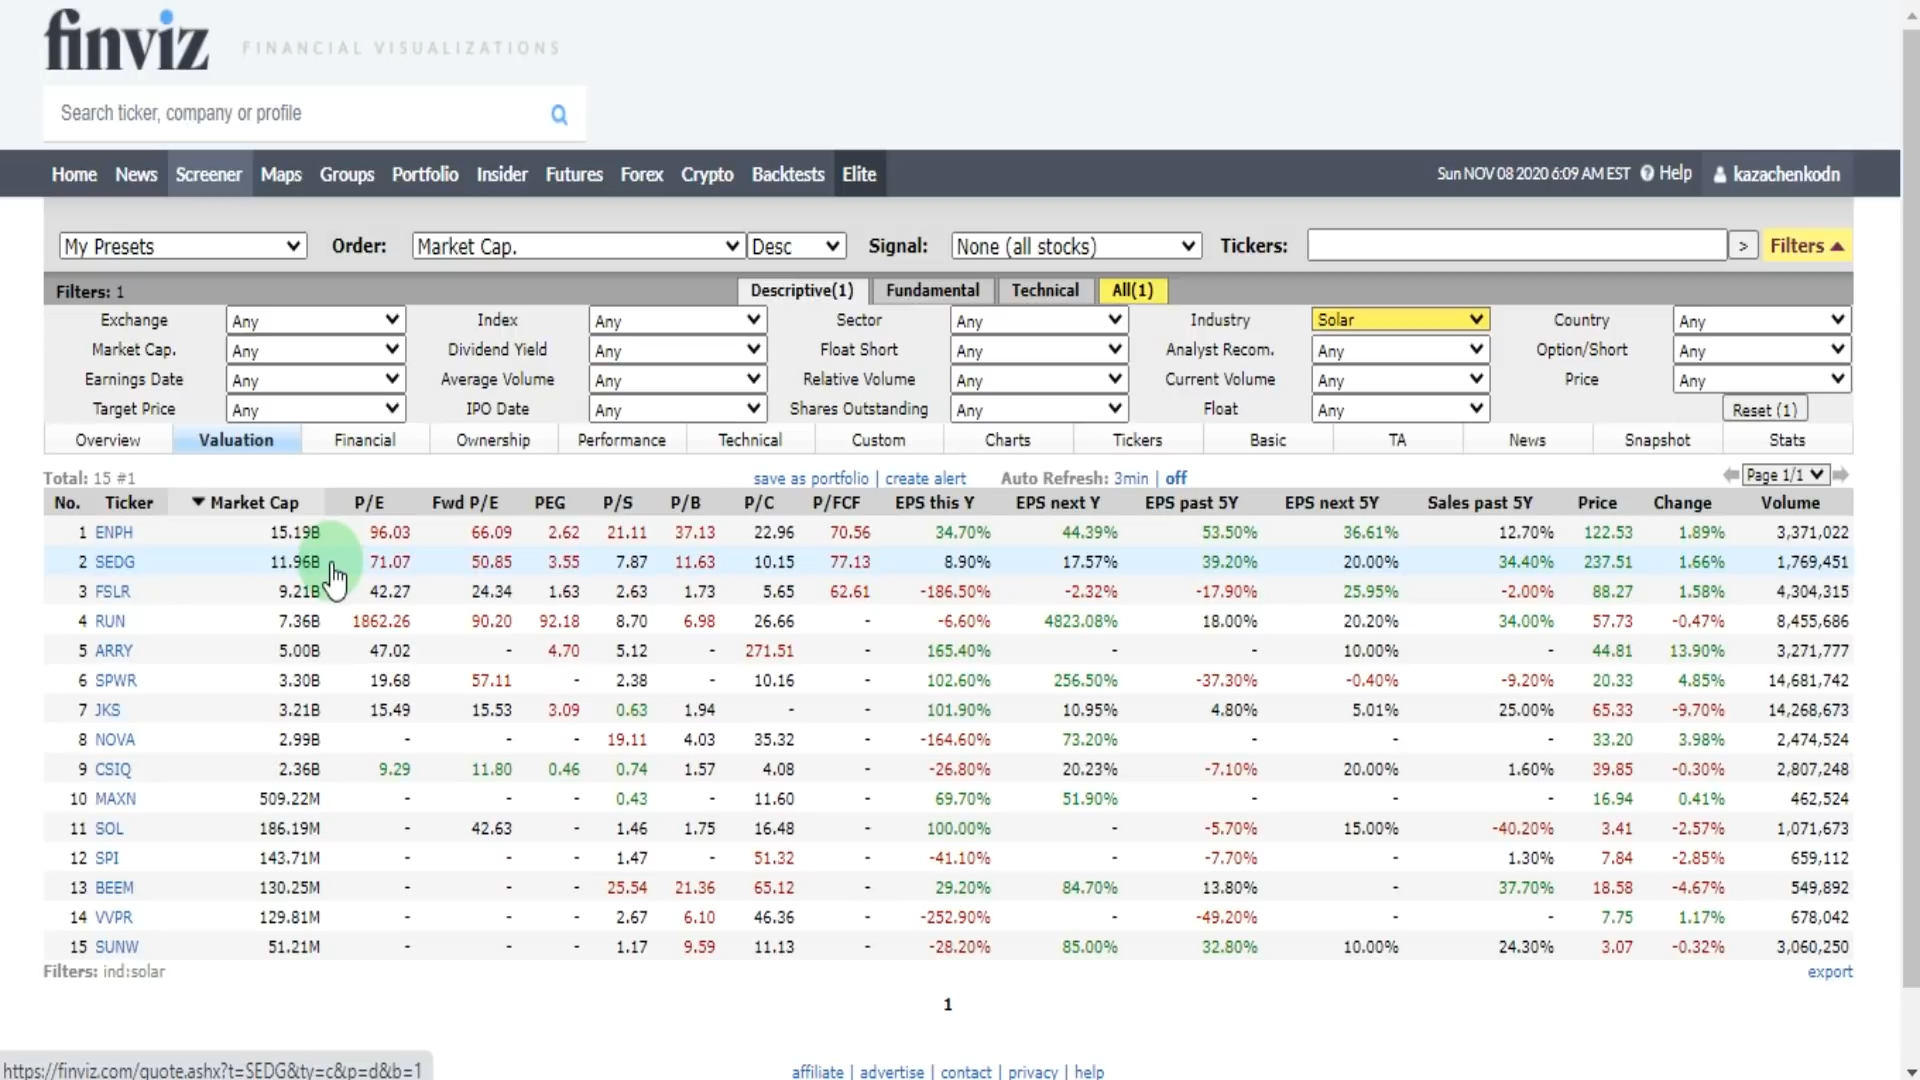 finviz FINANCIAL VISUALIZATIONS
Search ticker, company or profile
Home News Screener Maps Groups Portfolio Insider Futures Forex Crypto Backtests Elite Sun NOV 08 2020 6:09 AM EST Help kazachenkodn
My Presets Order: Market Cap. Desc Signal: None (all stocks) Tickers: > Filters
Filters: 1 Descriptive(1) Fundamental Technical All(1)
Exchange Any Index Any Sector Any Industry Solar Country Any
Market Cap. Any Dividend Yield Any Float Short Any Analyst Recom. Any Option/Short Any
Earnings Date Any Average Volume Any Relative Volume Any Current Volume Any Price Any
Target Price Any IPO Date Any Shares Outstanding Any Float Any Reset (1)
Overview Valuation Financial Ownership Performance Technical Custom Charts Tickers Basic TA News Snapshot Stats
Total: 15 #1 save as portfolio | create alert Auto Refresh: 3min | off Page 1/1
No. Ticker Market Cap P/E Fwd P/E PEG P/S P/B P/C P/FCF EPS this Y EPS next Y EPS past 5Y EPS next 5Y Sales past 5Y Price Change Volume
1 ENPH 15.19B 96.03 66.09 2.62 21.11 37.13 22.96 70.56 34.70% 44.39% 53.50% 36.61% 12.70% 122.53 1.89% 3,371,022
2 SEDG 11.96B 71.07 50.85 3.55 7.87 11.63 10.15 77.13 8.90% 17.57% 39.20% 20.00% 34.40% 237.51 1.66% 1,769,451
3 FSLR 9.21B 42.27 24.34 1.63 2.63 1.73 5.65 62.61 -186.50% -2.32% -17.90% 25.95% -2.00% 88.27 1.58% 4,304,315
4 RUN 7.36B 1862.26 90.20 92.18 8.70 6.98 26.66 - -6.60% 4823.08% 18.00% 20.20% 34.00% 57.73 -0.47% 8,455,686
5 ARRY 5.00B 47.02 - 4.70 5.12 - 271.51 - 165.40% - - 10.00% - 44.81 13.90% 3,271,777
6 SPWR 3.30B 19.68 57.11 - 2.38 - 10.16 - 102.60% 256.50% -37.30% -0.40% -9.20% 20.33 4.85% 14,681,742
7 JKS 3.21B 15.49 15.53 3.09 0.63 1.94 - - 101.90% 10.95% 4.80% 5.01% 25.00% 65.33 -9.70% 14,268,673
8 NOVA 2.99B - - - 19.11 4.03 35.32 - -164.60% 73.20% - - - 33.20 3.98% 2,474,524
9 CSIQ 2.36B 9.29 11.80 0.46 0.74 1.57 4.08 - -26.80% 20.23% -7.10% 20.00% 1.60% 39.85 -0.30% 2,807,248
10 MAXN 509.22M - - - 0.43 - 11.60 - 69.70% 51.90% - - - 16.94 0.41% 462,524
11 SOL 186.19M - 42.63 - 1.46 1.75 16.48 - 100.00% - -5.70% 15.00% -40.20% 3.41 -2.57% 1,071,673
12 SPI 143.71M - - - 1.47 - 51.32 - -41.10% - -7.70% - 1.30% 7.84 -2.85% 659,112
13 BEEM 130.25M - - - 25.54 21.36 65.12 - 29.20% 84.70% 13.80% - 37.70% 18.58 -4.67% 549,892
14 VVPR 129.81M - - - 2.67 6.10 46.36 - -252.90% - -49.20% - - 7.75 1.17% 678,042
15 SUNW 51.21M - - - 1.17 9.59 11.13 - -28.20% 85.00% 32.80% 10.00% 24.30% 3.07 -0.32% 3,060,250
Filters: ind:solar export
1
https://finviz.com/quote.ashx?t=SEDG&ty=c&p=d&b=1 affiliate | advertise | contact | privacy | help